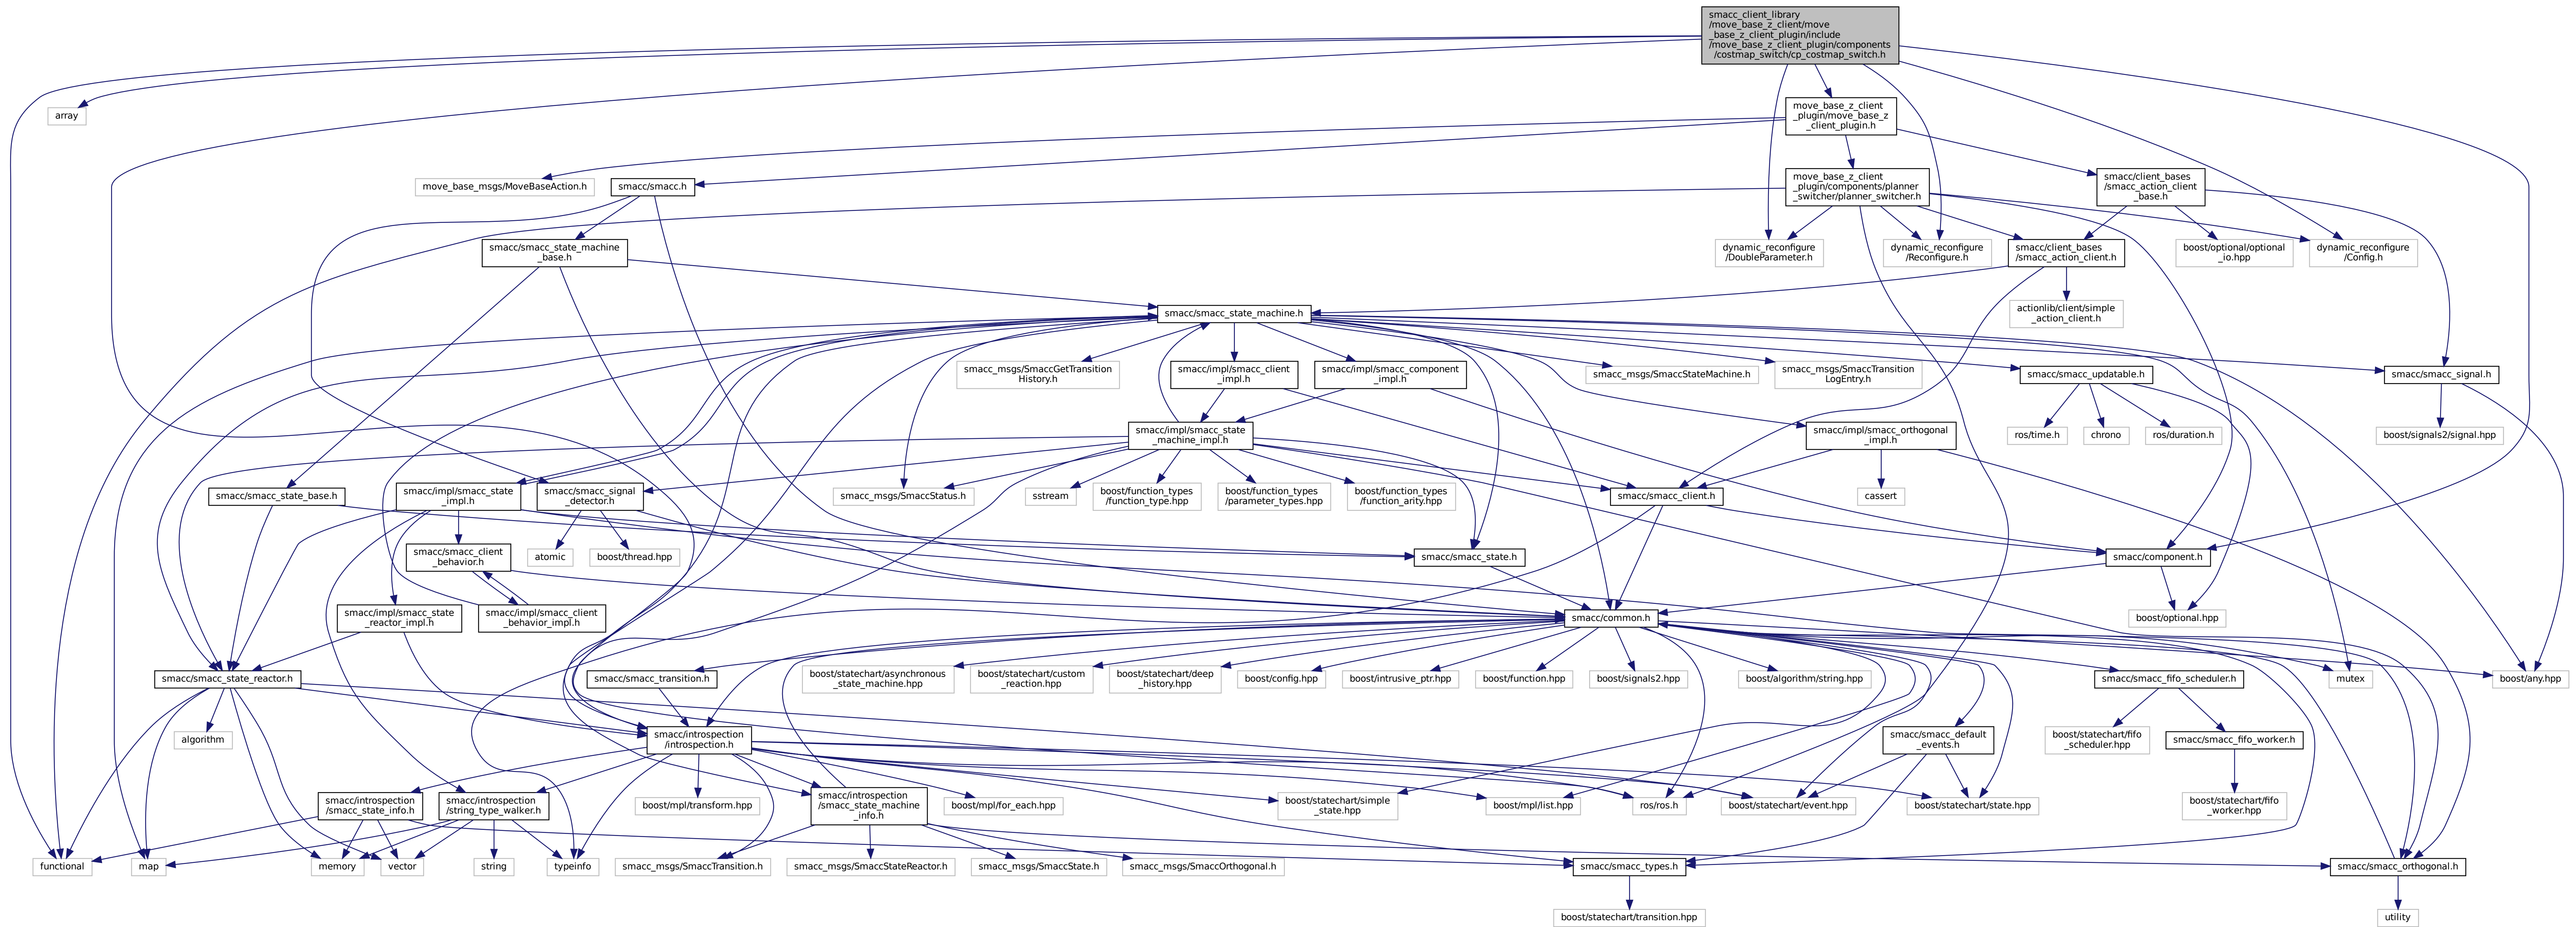 smacc_client_library
/move_base_z_client/move
_base_z_client_plugin/include
/move_base_z_client_plugin/components
/costmap_switch/cp_costmap_switch.h
array
move_base_z_client
_plugin/move_base_z
_client_plugin.h
move_base_msgs/MoveBaseAction.h
smacc/smacc.h
move_base_z_client
_plugin/components/planner
_switcher/planner_switcher.h
smacc/client_bases
/smacc_action_client
_base.h
smacc/smacc_state_machine
_base.h
dynamic_reconfigure
/DoubleParameter.h
dynamic_reconfigure
/Reconfigure.h
smacc/client_bases
/smacc_action_client.h
boost/optional/optional
_io.hpp
dynamic_reconfigure
/Config.h
smacc/smacc_state_machine.h
actionlib/client/simple
_action_client.h
smacc_msgs/SmaccGetTransition
History.h
smacc/impl/smacc_client
_impl.h
smacc/impl/smacc_component
_impl.h
smacc_msgs/SmaccStateMachine.h
smacc_msgs/SmaccTransition
LogEntry.h
smacc/smacc_updatable.h
smacc/smacc_signal.h
smacc/impl/smacc_state
_machine_impl.h
smacc/impl/smacc_orthogonal
_impl.h
ros/time.h
chrono
ros/duration.h
boost/signals2/signal.hpp
smacc/smacc_state_base.h
smacc/impl/smacc_state
_impl.h
smacc/smacc_signal
_detector.h
smacc_msgs/SmaccStatus.h
sstream
boost/function_types
/function_type.hpp
boost/function_types
/parameter_types.hpp
boost/function_types
/function_arity.hpp
smacc/smacc_client.h
cassert
smacc/smacc_client
_behavior.h
atomic
boost/thread.hpp
smacc/smacc_state.h
smacc/component.h
smacc/impl/smacc_state
_reactor_impl.h
smacc/impl/smacc_client
_behavior_impl.h
smacc/common.h
boost/optional.hpp
smacc/smacc_state_reactor.h
smacc/smacc_transition.h
boost/statechart/asynchronous
_state_machine.hpp
boost/statechart/custom
_reaction.hpp
boost/statechart/deep
_history.hpp
boost/config.hpp
boost/intrusive_ptr.hpp
boost/function.hpp
boost/signals2.hpp
boost/algorithm/string.hpp
smacc/smacc_fifo_scheduler.h
mutex
boost/any.hpp
algorithm
smacc/introspection
/introspection.h
smacc/smacc_default
_events.h
boost/statechart/fifo
_scheduler.hpp
smacc/smacc_fifo_worker.h
smacc/introspection
/smacc_state_info.h
smacc/introspection
/string_type_walker.h
boost/mpl/transform.hpp
smacc/introspection
/smacc_state_machine
_info.h
boost/mpl/for_each.hpp
boost/statechart/simple
_state.hpp
boost/mpl/list.hpp
ros/ros.h
boost/statechart/event.hpp
boost/statechart/state.hpp
boost/statechart/fifo
_worker.hpp
functional
map
memory
vector
string
typeinfo
smacc_msgs/SmaccTransition.h
smacc_msgs/SmaccStateReactor.h
smacc_msgs/SmaccState.h
smacc_msgs/SmaccOrthogonal.h
smacc/smacc_types.h
smacc/smacc_orthogonal.h
boost/statechart/transition.hpp
utility